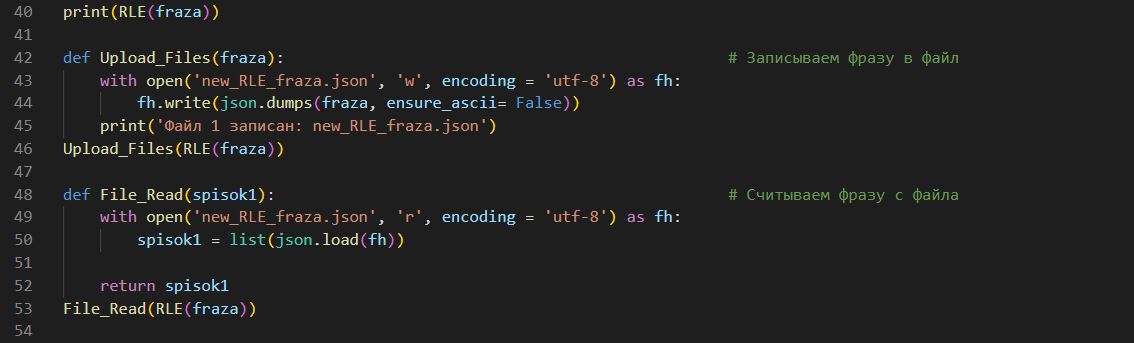 40 print(RLE(fraza))
41
42 def Upload_Files(fraza): # Записываем фразу в файл
43 with open('new_RLE_fraza.json', 'w', encoding = 'utf-8') as fh:
44 fh.write(json.dumps(fraza, ensure_ascii= False))
45 print('Файл 1 записан: new_RLE_fraza.json')
46 Upload_Files(RLE(fraza))
47
48 def File_Read(spisok1): # Считываем фразу с файла
49 with open('new_RLE_fraza.json', 'r', encoding = 'utf-8') as fh:
50 spisok1 = list(json.load(fh))
51
52 return spisok1
53 File_Read(RLE(fraza))
54